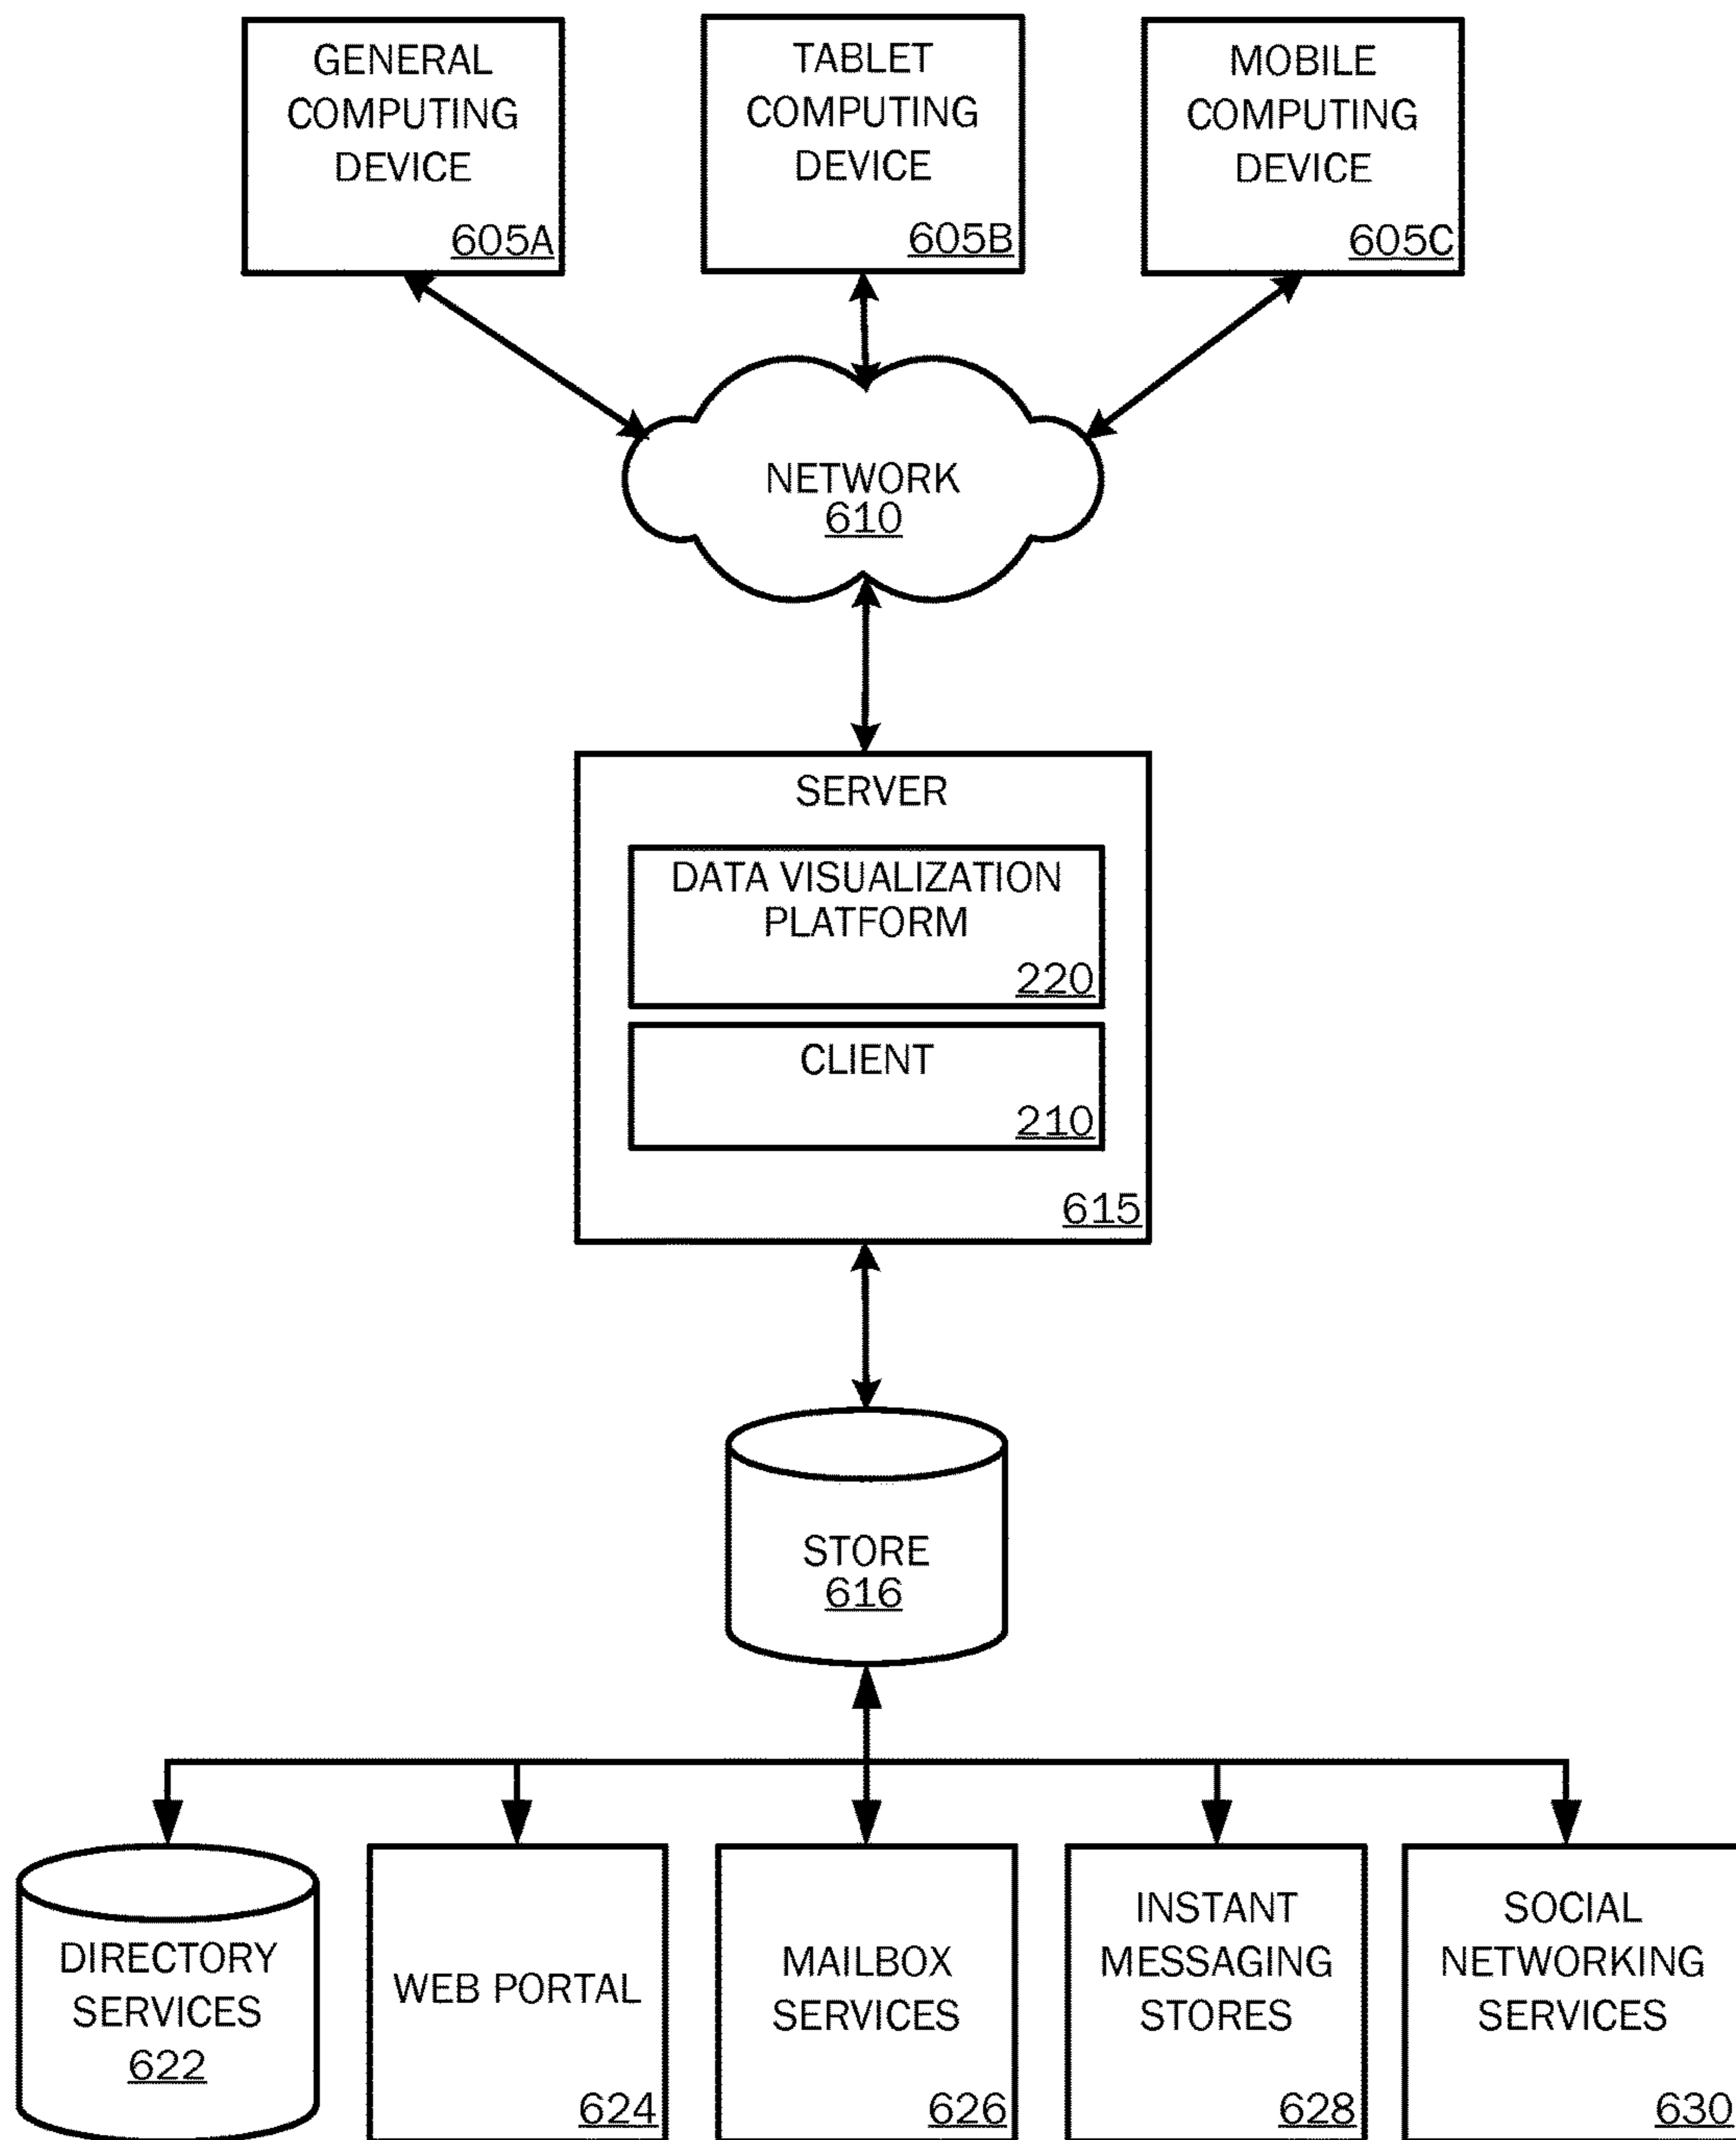 GENERAL
COMPUTING
DEVICE
605A
TABLET
COMPUTING
DEVICE
605B
MOBILE
COMPUTING
DEVICE
605C
NETWORK
610
SERVER
DATA VISUALIZATION
PLATFORM
220
CLIENT
210
615
STORE
616
DIRECTORY
SERVICES
622
WEB PORTAL
624
MAILBOX
SERVICES
626
INSTANT
MESSAGING
STORES
628
SOCIAL
NETWORKING
SERVICES
630